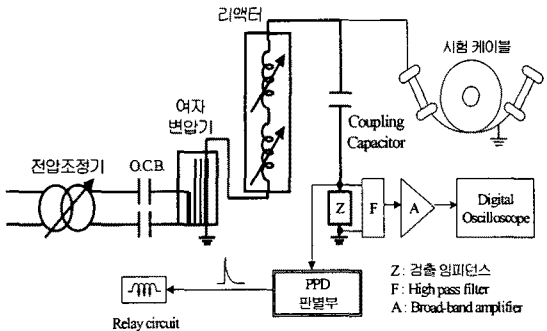 리액터
시험 케이블
여자
변압기
Coupling
Capacitor
전압조정기
O.C.B.
Z
F
A
Digital
Oscilloscope
PPD
판별부
Z : 검출 임피던스
F : High pass filter
A : Broad-band amplifier
Relay circuit